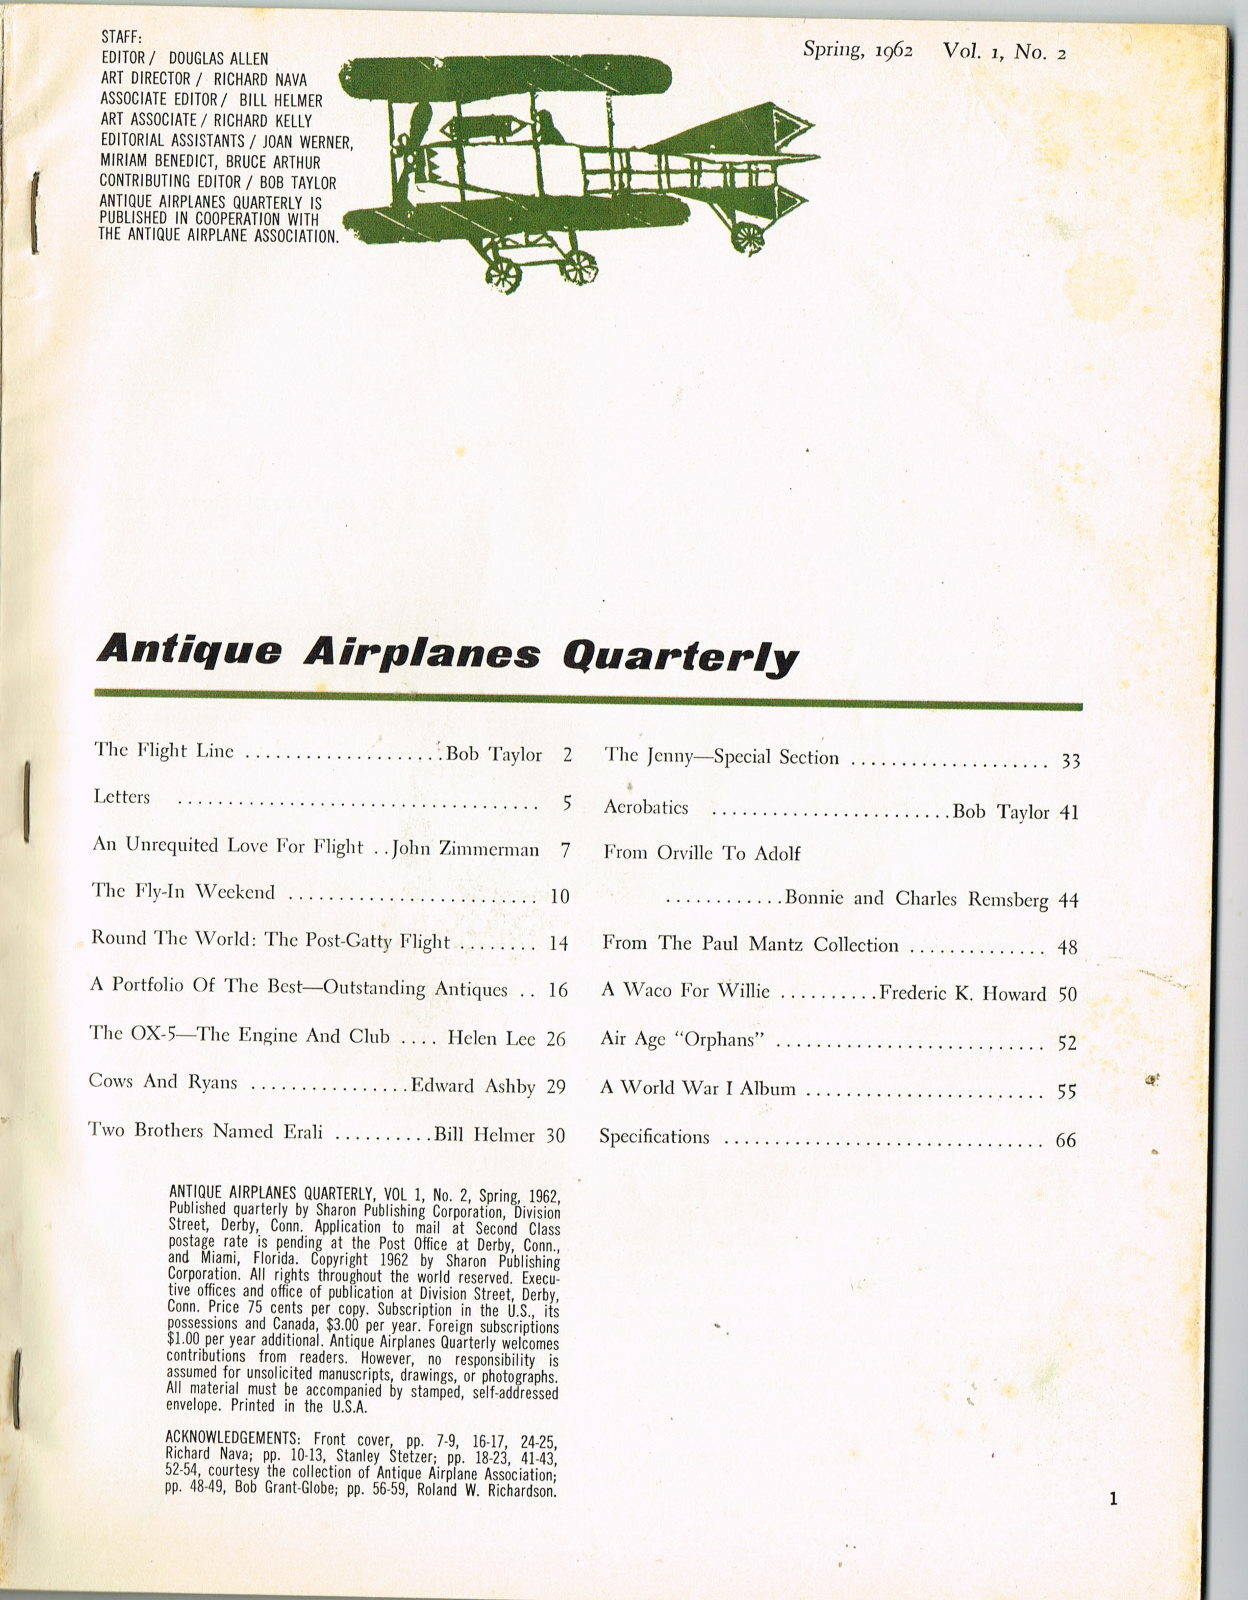 STAFF:
EDITOR / DOUGLAS ALLEN
ART DIRECTOR / RICHARD NAVA
ASSOCIATE EDITOR / BILL HELMER
ART ASSOCIATE / RICHARD KELLY
EDITORIAL ASSISTANTS / JOAN WERNER,
MIRIAM BENEDICT, BRUCE ARTHUR
CONTRIBUTING EDITOR / BOB TAYLOR
ANTIQUE AIRPLANES QUARTERLY IS
PUBLISHED IN COOPERATION WITH
THE ANTIQUE AIRPLANE ASSOCIATION.
Spring, 1962 Vol. 1, No. 2
Antique Airplanes Quarterly
The Flight Line ....................Bob Taylor 2
Letters .................................... 5
An Unrequited Love For Flight ..John Zimmerman 7
The Fly-In Weekend ......................... 10
Round The World: The Post-Gatty Flight ........ 14
A Portfolio Of The Best—Outstanding Antiques .. 16
The OX-5—The Engine And Club .... Helen Lee 26
Cows And Ryans ................Edward Ashby 29
Two Brothers Named Erali ..........Bill Helmer 30
The Jenny—Special Section .................... 33
Aerobatics ........................Bob Taylor 41
From Orville To Adolf
............Bonnie and Charles Remsberg 44
From The Paul Mantz Collection .............. 48
A Waco For Willie ..........Frederic K. Howard 50
Air Age “Orphans” ........................... 52
A World War I Album ........................ 55
Specifications ................................ 66
ANTIQUE AIRPLANES QUARTERLY, VOL 1, No. 2, Spring, 1962,
Published quarterly by Sharon Publishing Corporation, Division
Street, Derby, Conn. Application to mail at Second Class
postage rate is pending at the Post Office at Derby, Conn.,
and Miami, Florida. Copyright 1962 by Sharon Publishing
Corporation. All rights throughout the world reserved. Execu-
tive offices and office of publication at Division Street, Derby,
Conn. Price 75 cents per copy. Subscription in the U.S., its
possessions and Canada, $3.00 per year. Foreign subscriptions
$1.00 per year additional. Antique Airplanes Quarterly welcomes
contributions from readers. However, no responsibility is
assumed for unsolicited manuscripts, drawings, or photographs.
All material must be accompanied by stamped, self-addressed
envelope. Printed in the U.S.A.
ACKNOWLEDGEMENTS: Front cover, pp. 7-9, 16-17, 24-25,
Richard Nava; pp. 10-13, Stanley Stetzer; pp. 18-23, 41-43,
52-54, courtesy the collection of Antique Airplane Association;
pp. 48-49, Bob Grant-Globe; pp. 56-59, Roland W. Richardson.
1